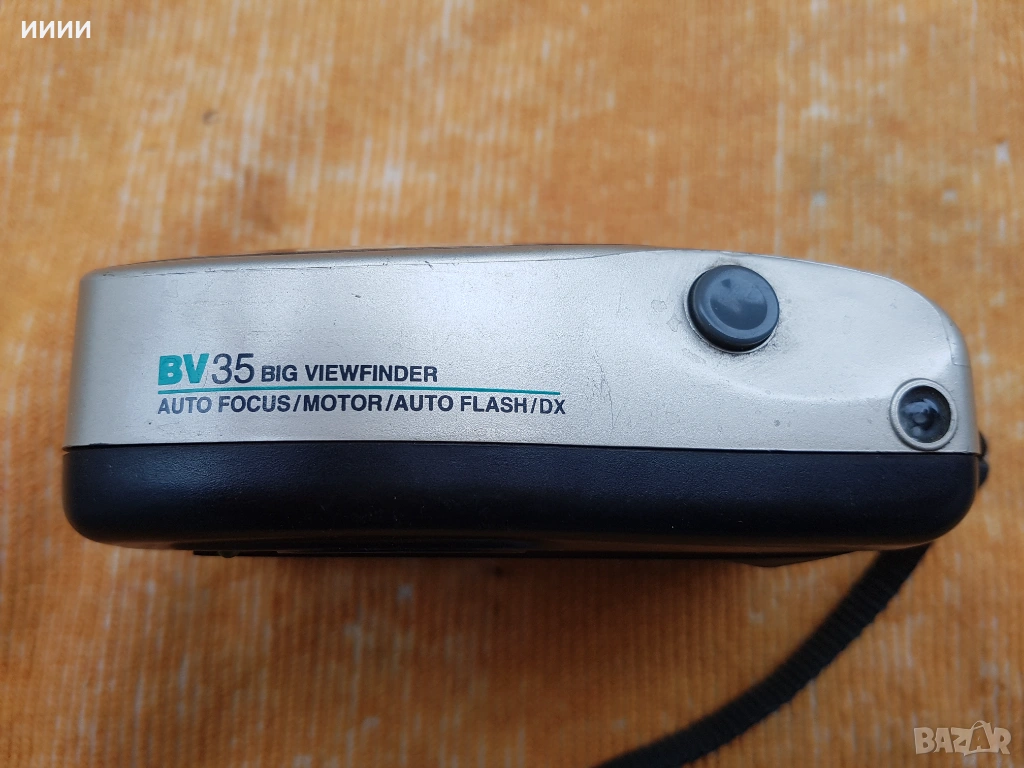 ииии
BV35 BIG VIEWFINDER
AUTO FOCUS/MOTOR/AUTO FLASH/DX
BAZAR